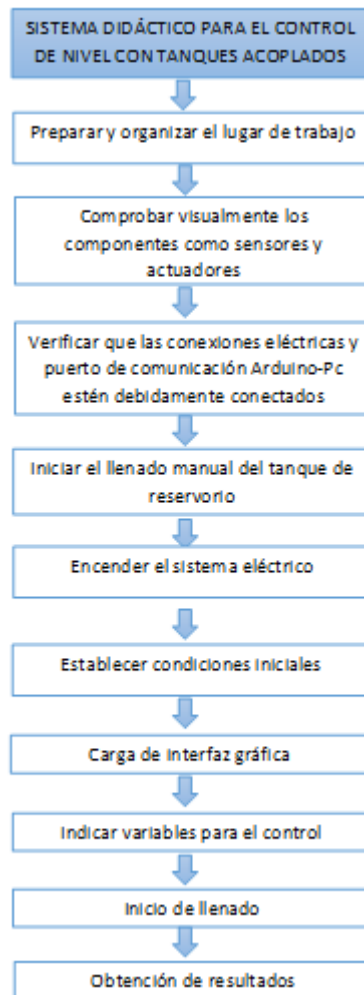 SISTEMA DIDÁCTICO PARA EL CONTROL
DE NIVEL CON TANQUES ACOPLADOS
Preparar y organizar el lugar de trabajo
Comprobar visualmente los
componentes como sensores y
actuadores
Verificar que las conexiones eléctricas y
puerto de comunicación Arduino-Pc
estén debidamente conectados
Iniciar el llenado manual del tanque de
reservorio
Encender el sistema eléctrico
Establecer condiciones iniciales
Carga de interfaz gráfica
Indicar variables para el control
Inicio de llenado
Obtención de resultados